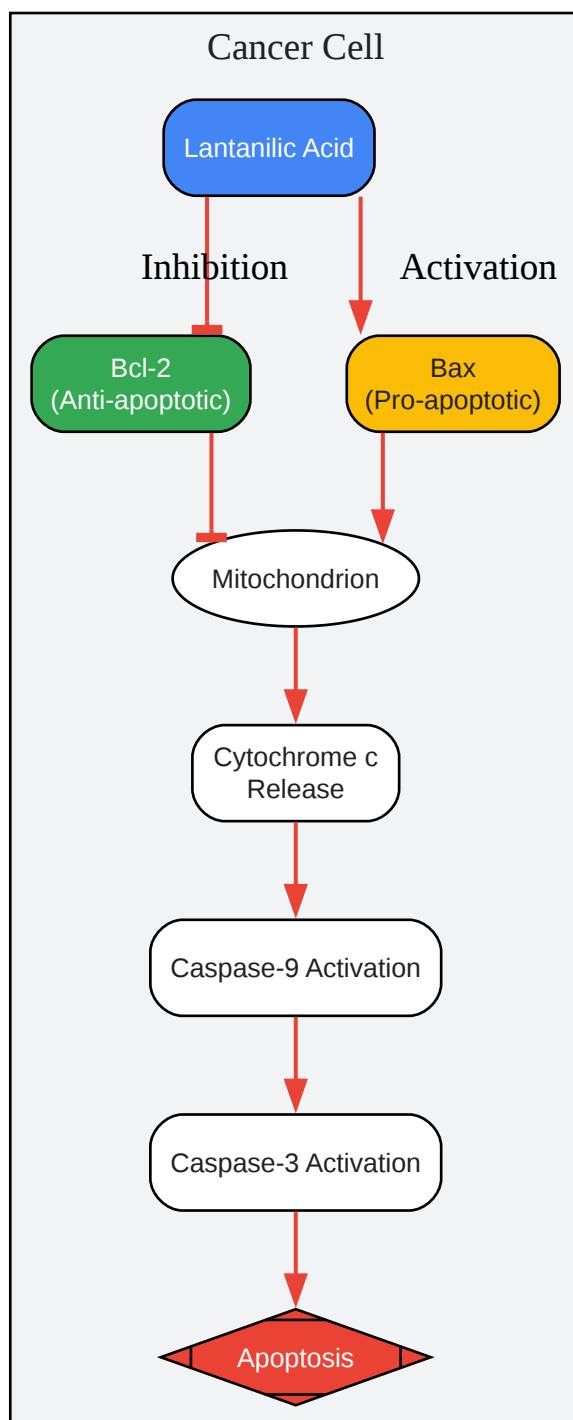 Cancer Cell
Lantanilic Acid
Inhibition
Activation
Bcl-2
(Anti-apoptotic)
Bax
(Pro-apoptotic)
Mitochondrion
Cytochrome c
Release
Caspase-9 Activation
Caspase-3 Activation
Apoptosis